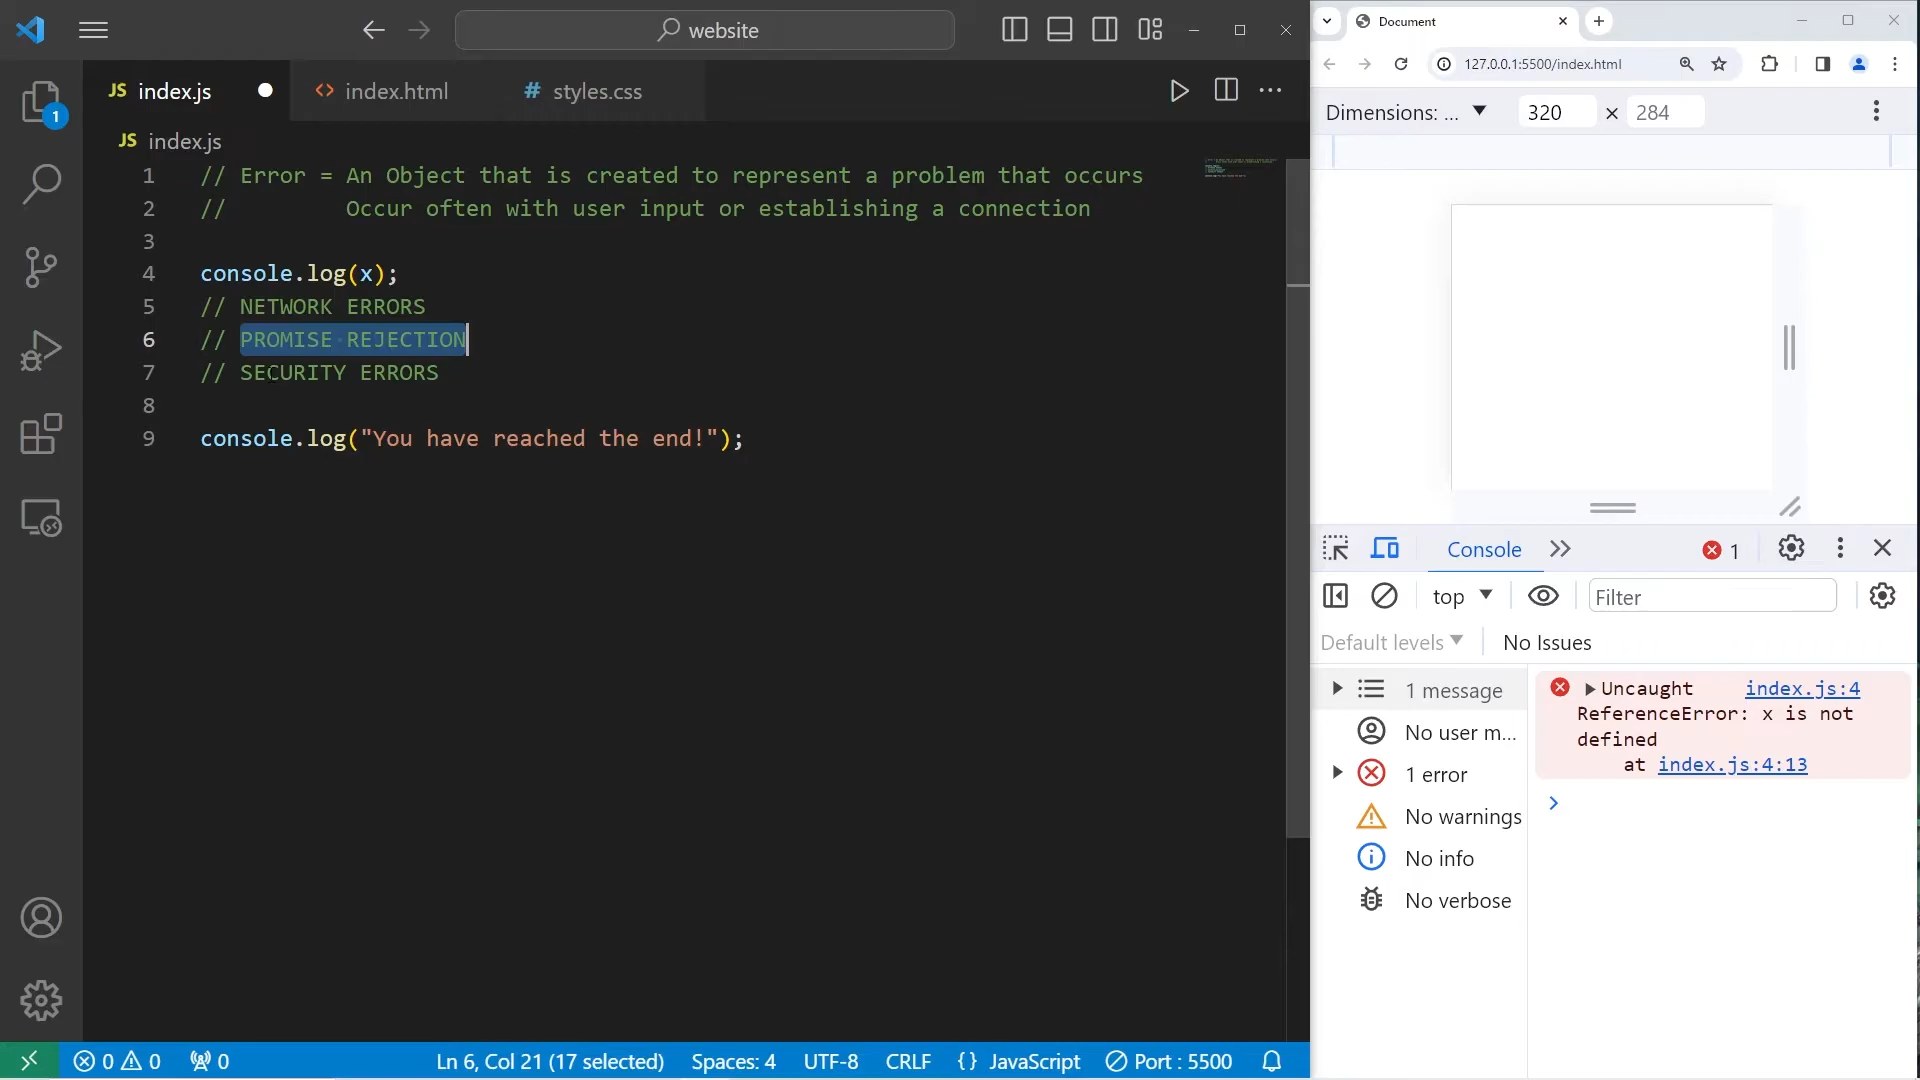 website
JS index.js
<> index.html
# styles.css
JS index.js
1 // Error = An Object that is created to represent a problem that occurs
2 // Occur often with user input or establishing a connection
3
4 console.log(x);
5 // NETWORK ERRORS
6 // PROMISE REJECTION
7 // SECURITY ERRORS
8
9 console.log("You have reached the end!");
1
0 0 0
Ln 6, Col 21 (17 selected) Spaces: 4 UTF-8 CRLF {} JavaScript Port : 5500
Document
127.0.0.1:5500/index.html
Dimensions: ... 320 × 284
Console 1
top Filter
Default levels No Issues
1 message
No user m...
1 error
No warnings
No info
No verbose
Uncaught index.js:4
ReferenceError: x is not
defined
at index.js:4:13